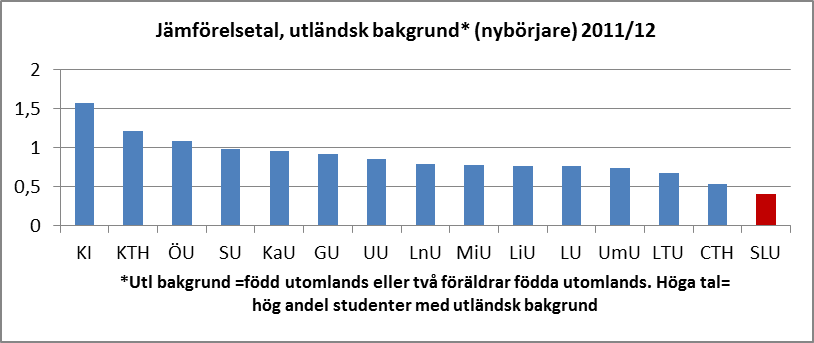 Jämförelsetal, utländsk bakgrund* (nybörjare) 2011/12
2
1,5
1
0,5
0
KI KTH ÖU SU KaU GU UU LnU MiU LiU LU UmU LTU CTH SLU
*Utl bakgrund =född utomlands eller två föräldrar födda utomlands. Höga tal=
hög andel studenter med utländsk bakgrund